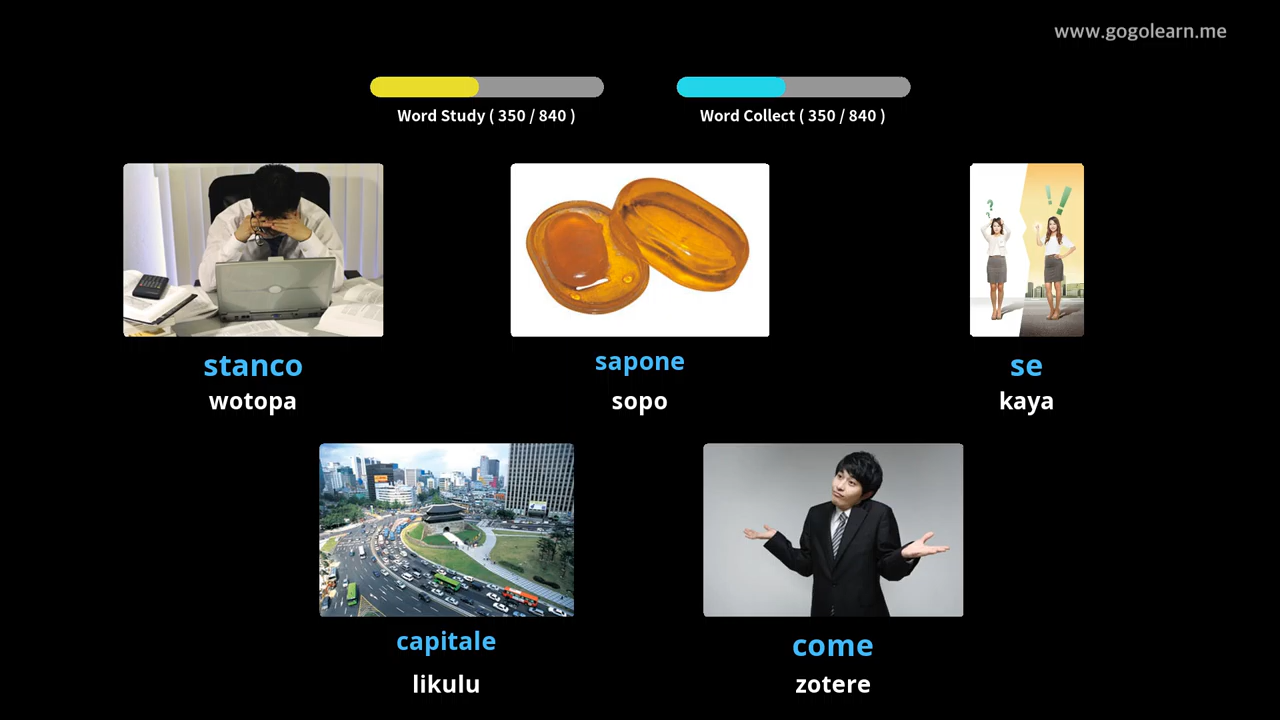 www.gogolearn.me
Word Study ( 350 / 840 )
Word Collect ( 350 / 840 )
stanco
wotopa
sapone
sopo
se
kaya
capitale
likulu
come
zotere